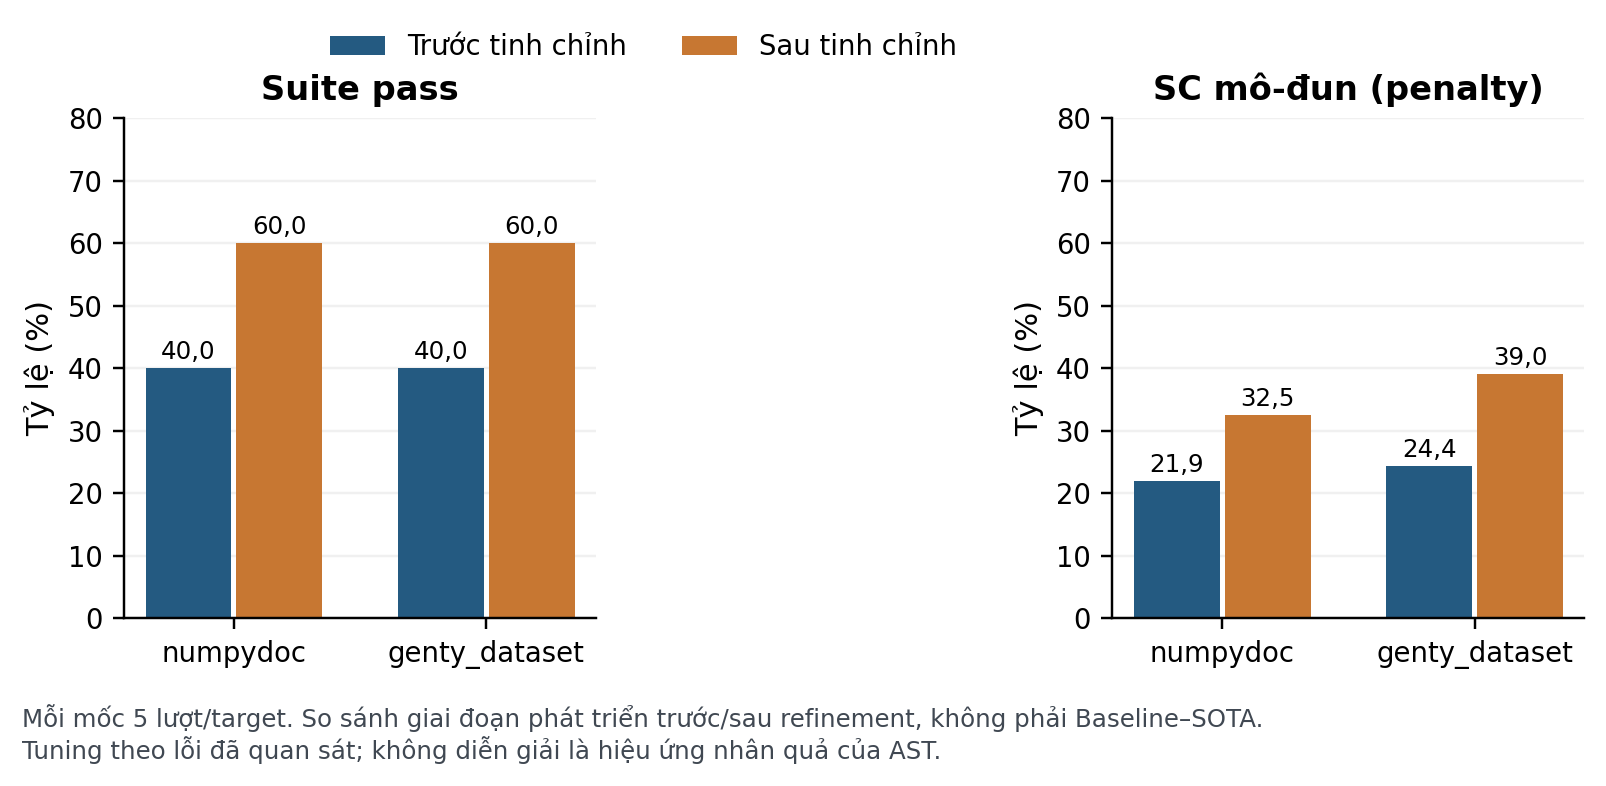 Trước tinh chỉnh
Sau tinh chỉnh
Suite pass
Tỷ lệ (%)
80
70
60
50
40
30
20
10
0
40,0
60,0
40,0
60,0
numpydoc
genty_dataset
SC mô-đun (penalty)
Tỷ lệ (%)
80
70
60
50
40
30
20
10
0
21,9
32,5
24,4
39,0
numpydoc
genty_dataset
Mỗi mốc 5 lượt/target. So sánh giai đoạn phát triển trước/sau refinement, không phải Baseline–SOTA.
Tuning theo lỗi đã quan sát; không diễn giải là hiệu ứng nhân quả của AST.